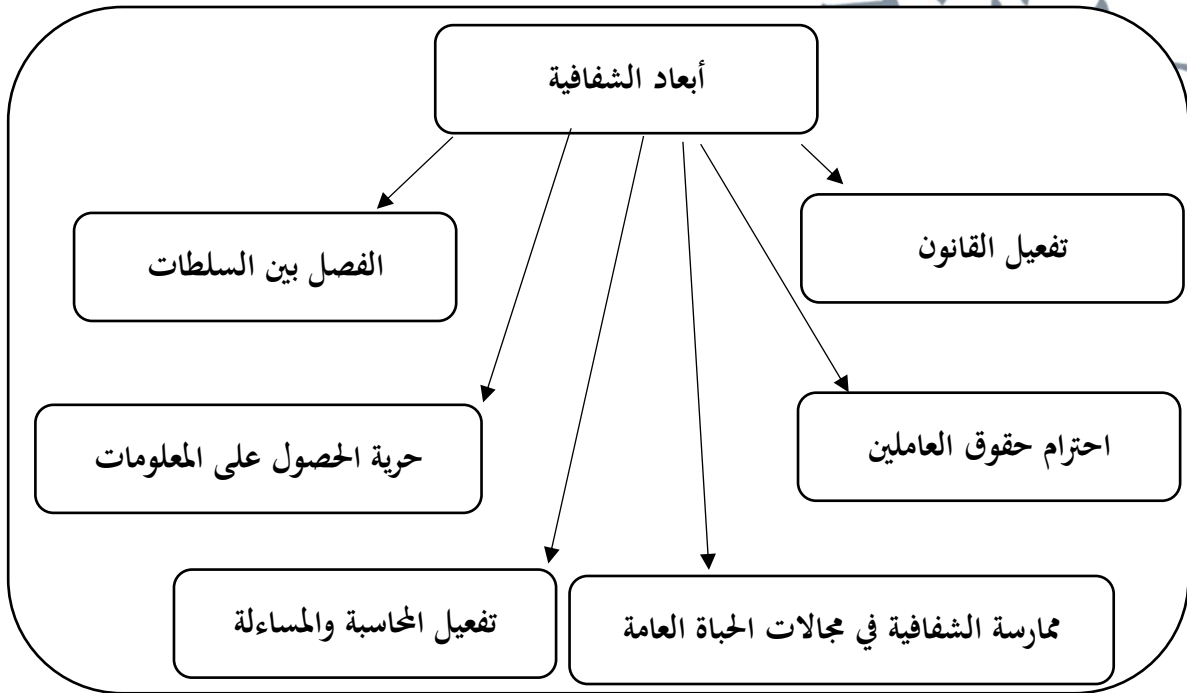 أبعاد الشفافية
تفعيل القانون
الفصل بين السلطات
احترام حقوق العاملين
حرية الحصول على المعلومات
ممارسة الشفافية في مجالات الحباة العامة
تفعيل المحاسبة والمساءلة